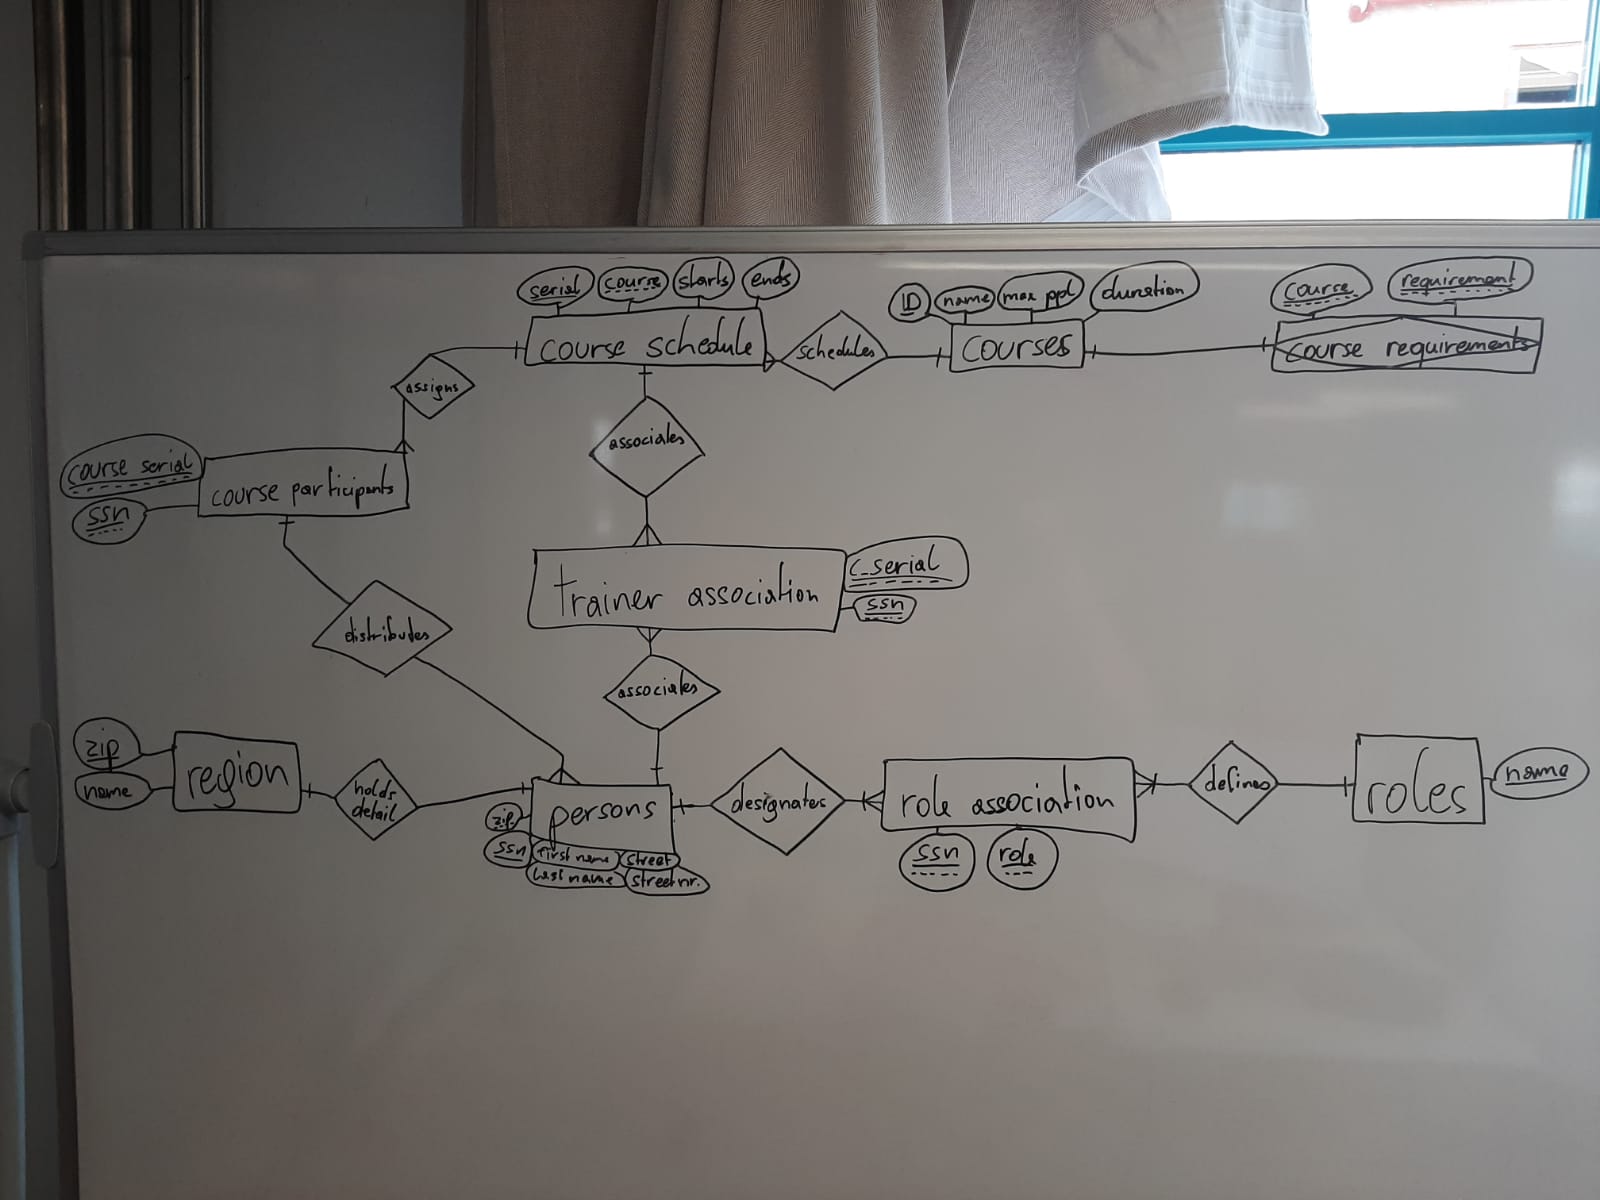 serial
course
starts
ends
course schedule
schedules
ID
name
max ppl
duration
courses
course
requirement
course requirements
assigns
associates
course serial
ssn
course participants
trainer association
c_serial
ssn
distributes
associates
zip
name
region
holds
detail
zip
ssn
persons
first name
street
last name
street nr.
designates
role association
ssn
role
defines
roles
name